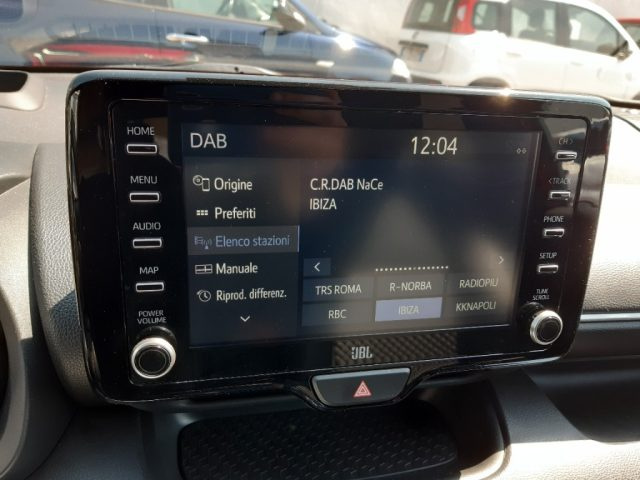 HOME
MENU
AUDIO
MAP
POWER
VOLUME
DAB
12:04
Origine
Preferiti
Elenco stazioni
Manuale
Riprod. differenz.
C.R.DAB NaCe
IBIZA
TRS ROMA
R-NORBA
RADIOPIU
RBC
IBIZA
KKNAPOLI
CH >
< TRACK
PHONE
SETUP
TUNE
SCROLL
JBL